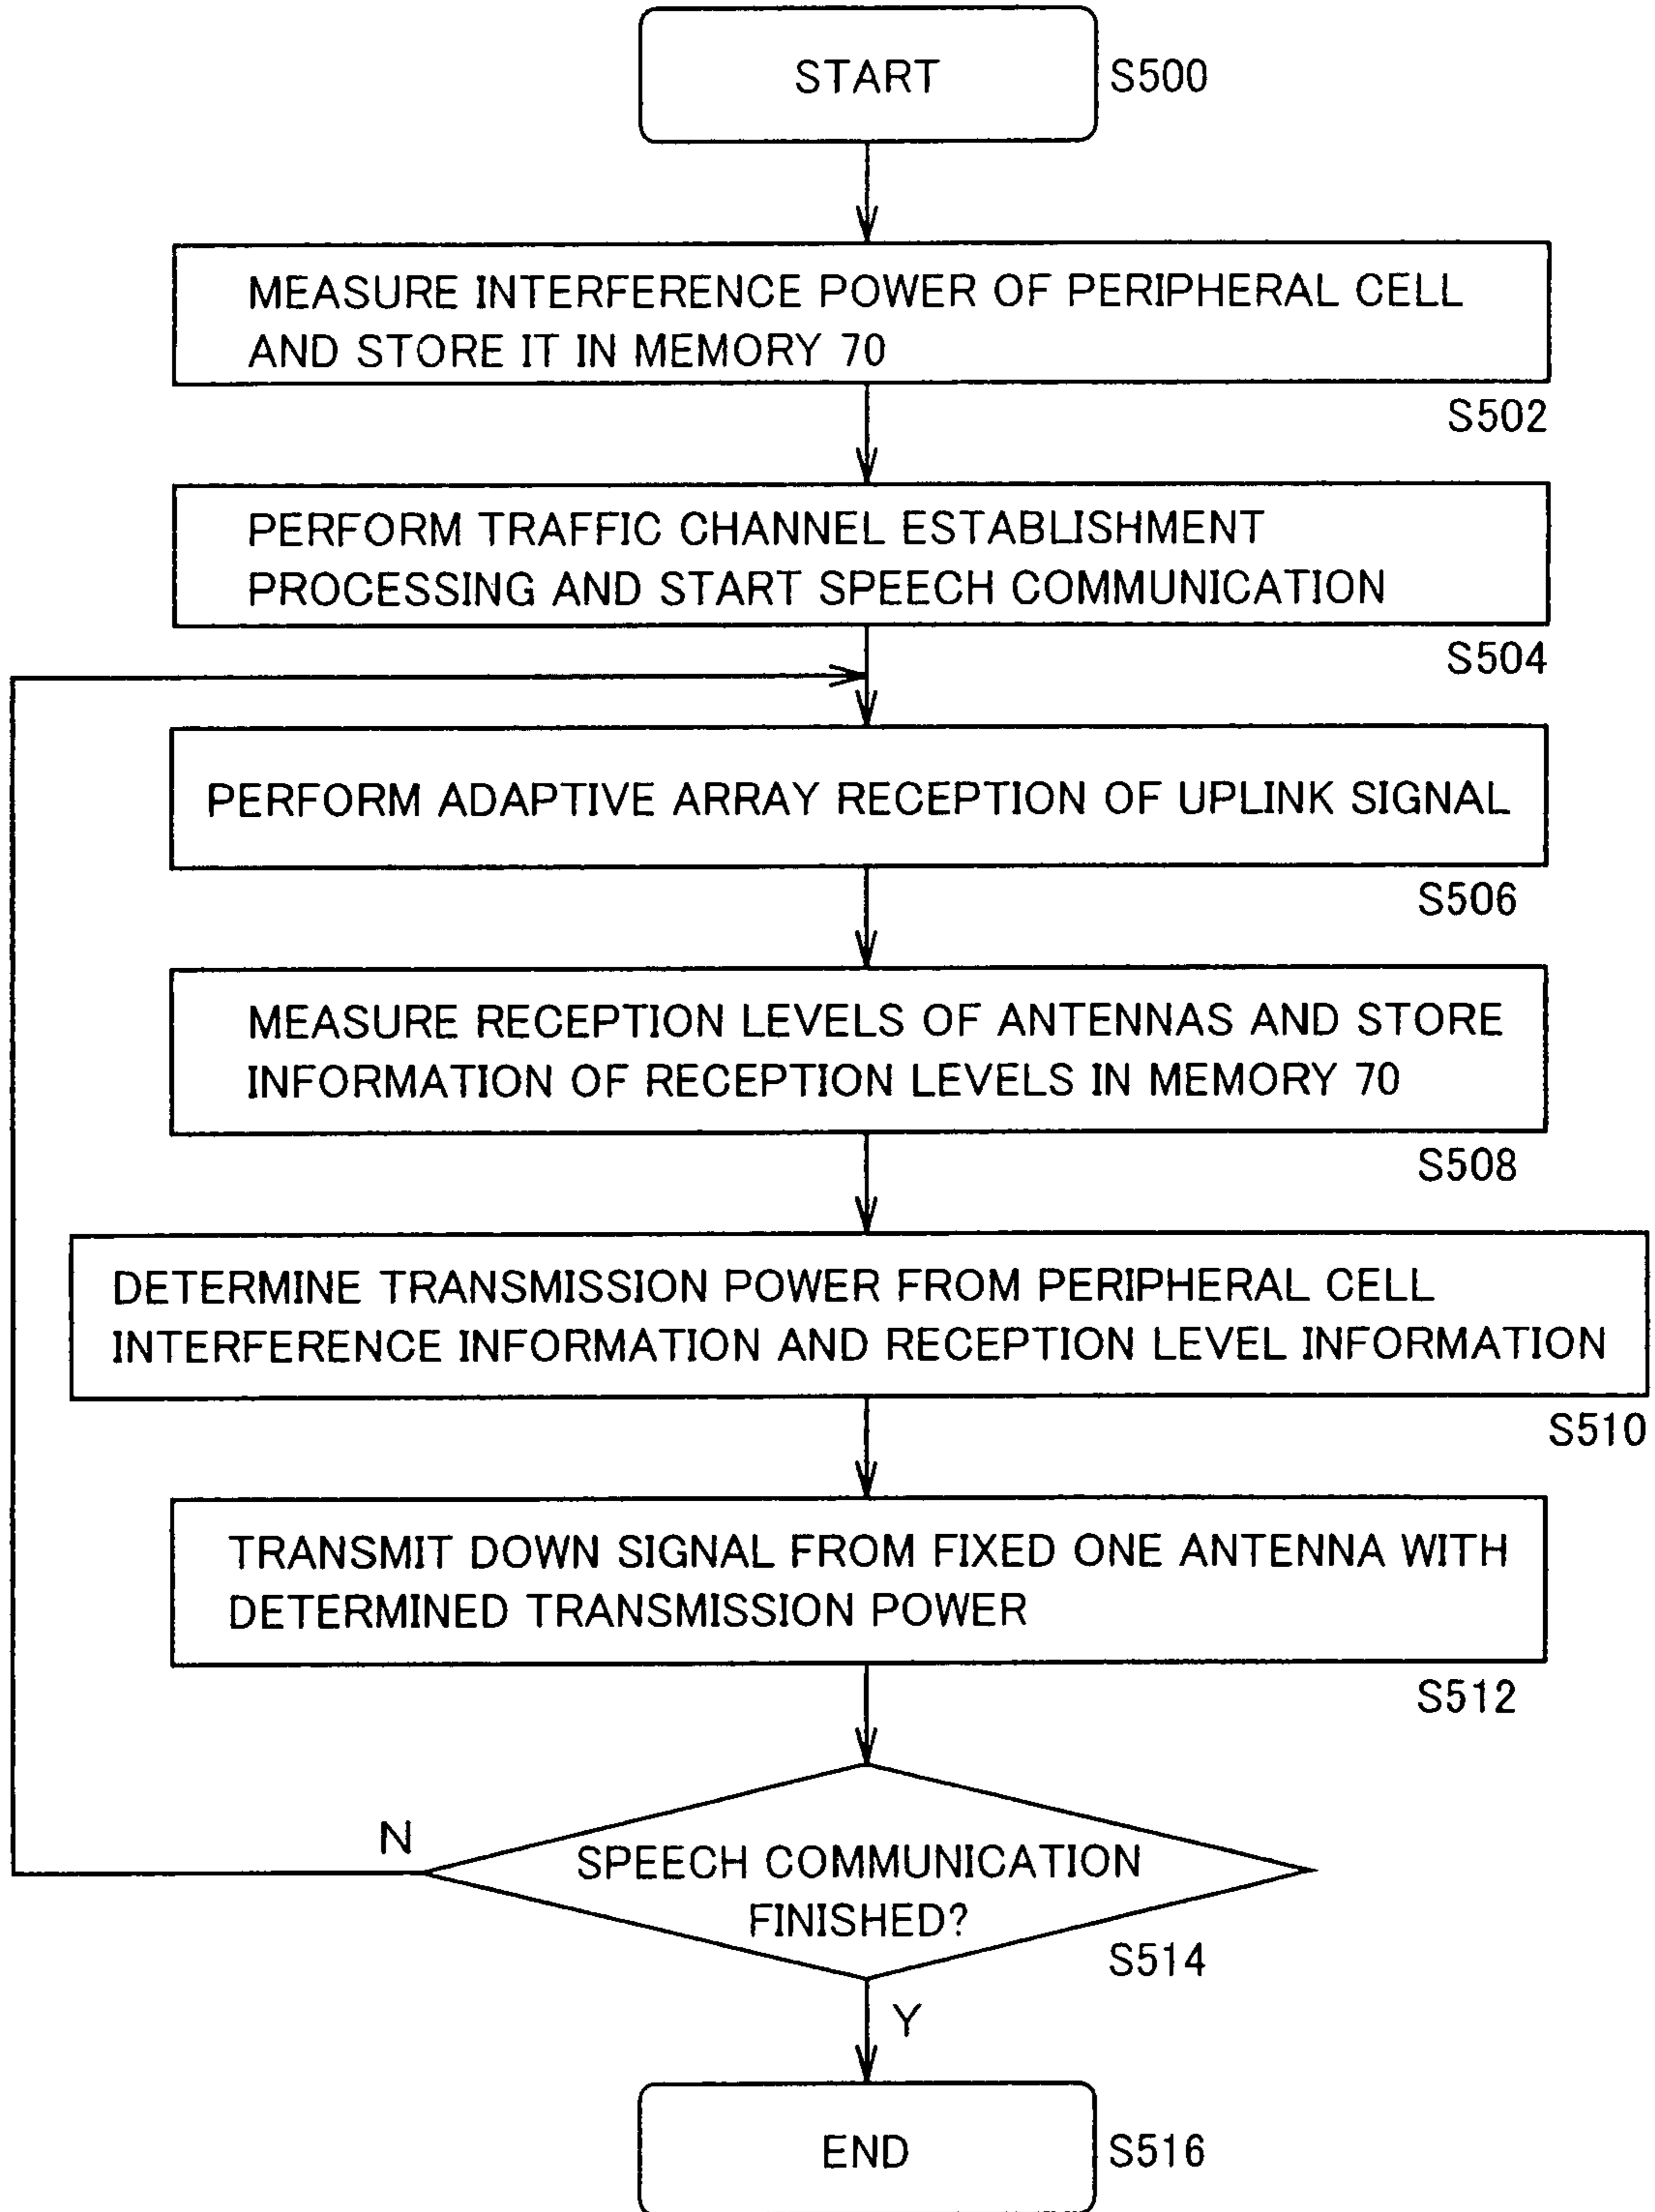 START
S500
MEASURE INTERFERENCE POWER OF PERIPHERAL CELL
AND STORE IT IN MEMORY 70
S502
PERFORM TRAFFIC CHANNEL ESTABLISHMENT
PROCESSING AND START SPEECH COMMUNICATION
S504
PERFORM ADAPTIVE ARRAY RECEPTION OF UPLINK SIGNAL
S506
MEASURE RECEPTION LEVELS OF ANTENNAS AND STORE
INFORMATION OF RECEPTION LEVELS IN MEMORY 70
S508
DETERMINE TRANSMISSION POWER FROM PERIPHERAL CELL
INTERFERENCE INFORMATION AND RECEPTION LEVEL INFORMATION
S510
TRANSMIT DOWN SIGNAL FROM FIXED ONE ANTENNA WITH
DETERMINED TRANSMISSION POWER
S512
N
SPEECH COMMUNICATION
FINISHED?
S514
Y
END
S516